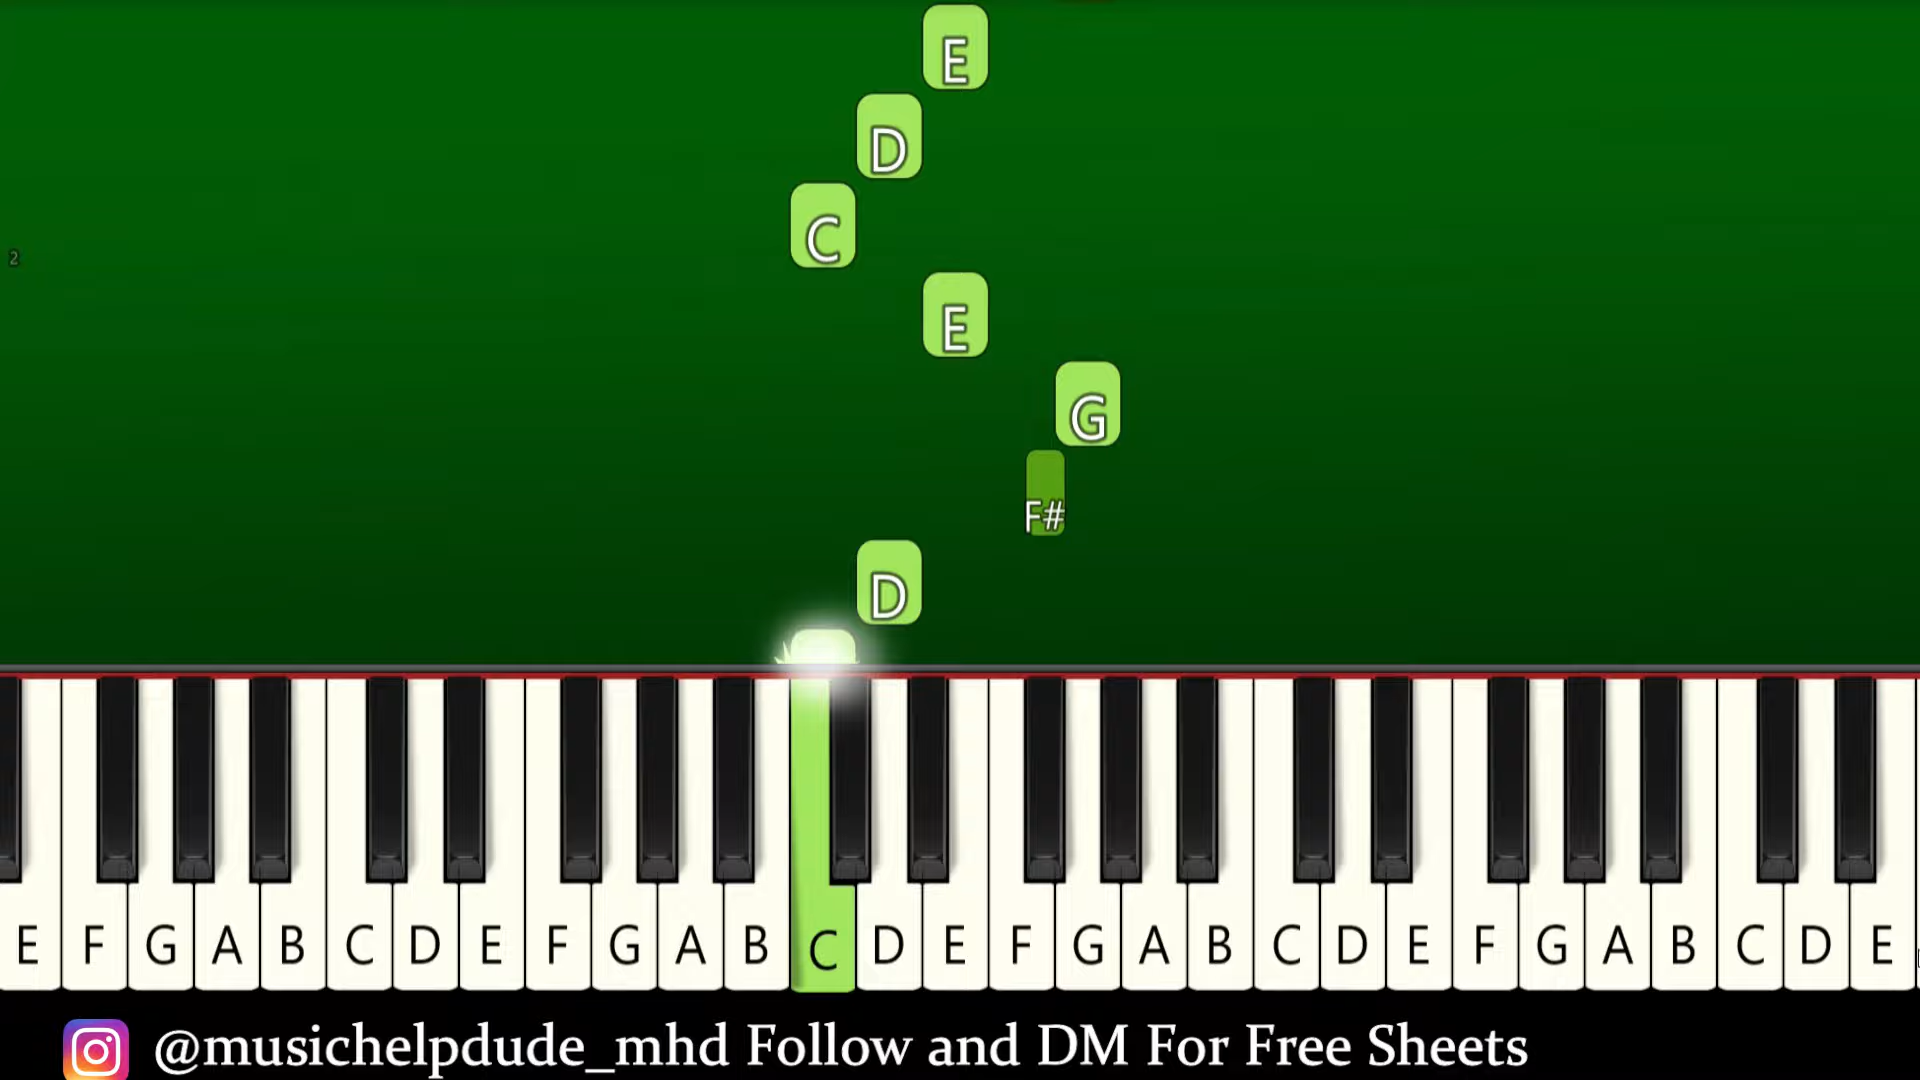 E
D
C
2
E
G
F#
D
E F G A B C D E F G A B C D E F G A B C D E F G A B C D E
@musichelpdude_mhd Follow and DM For Free Sheets